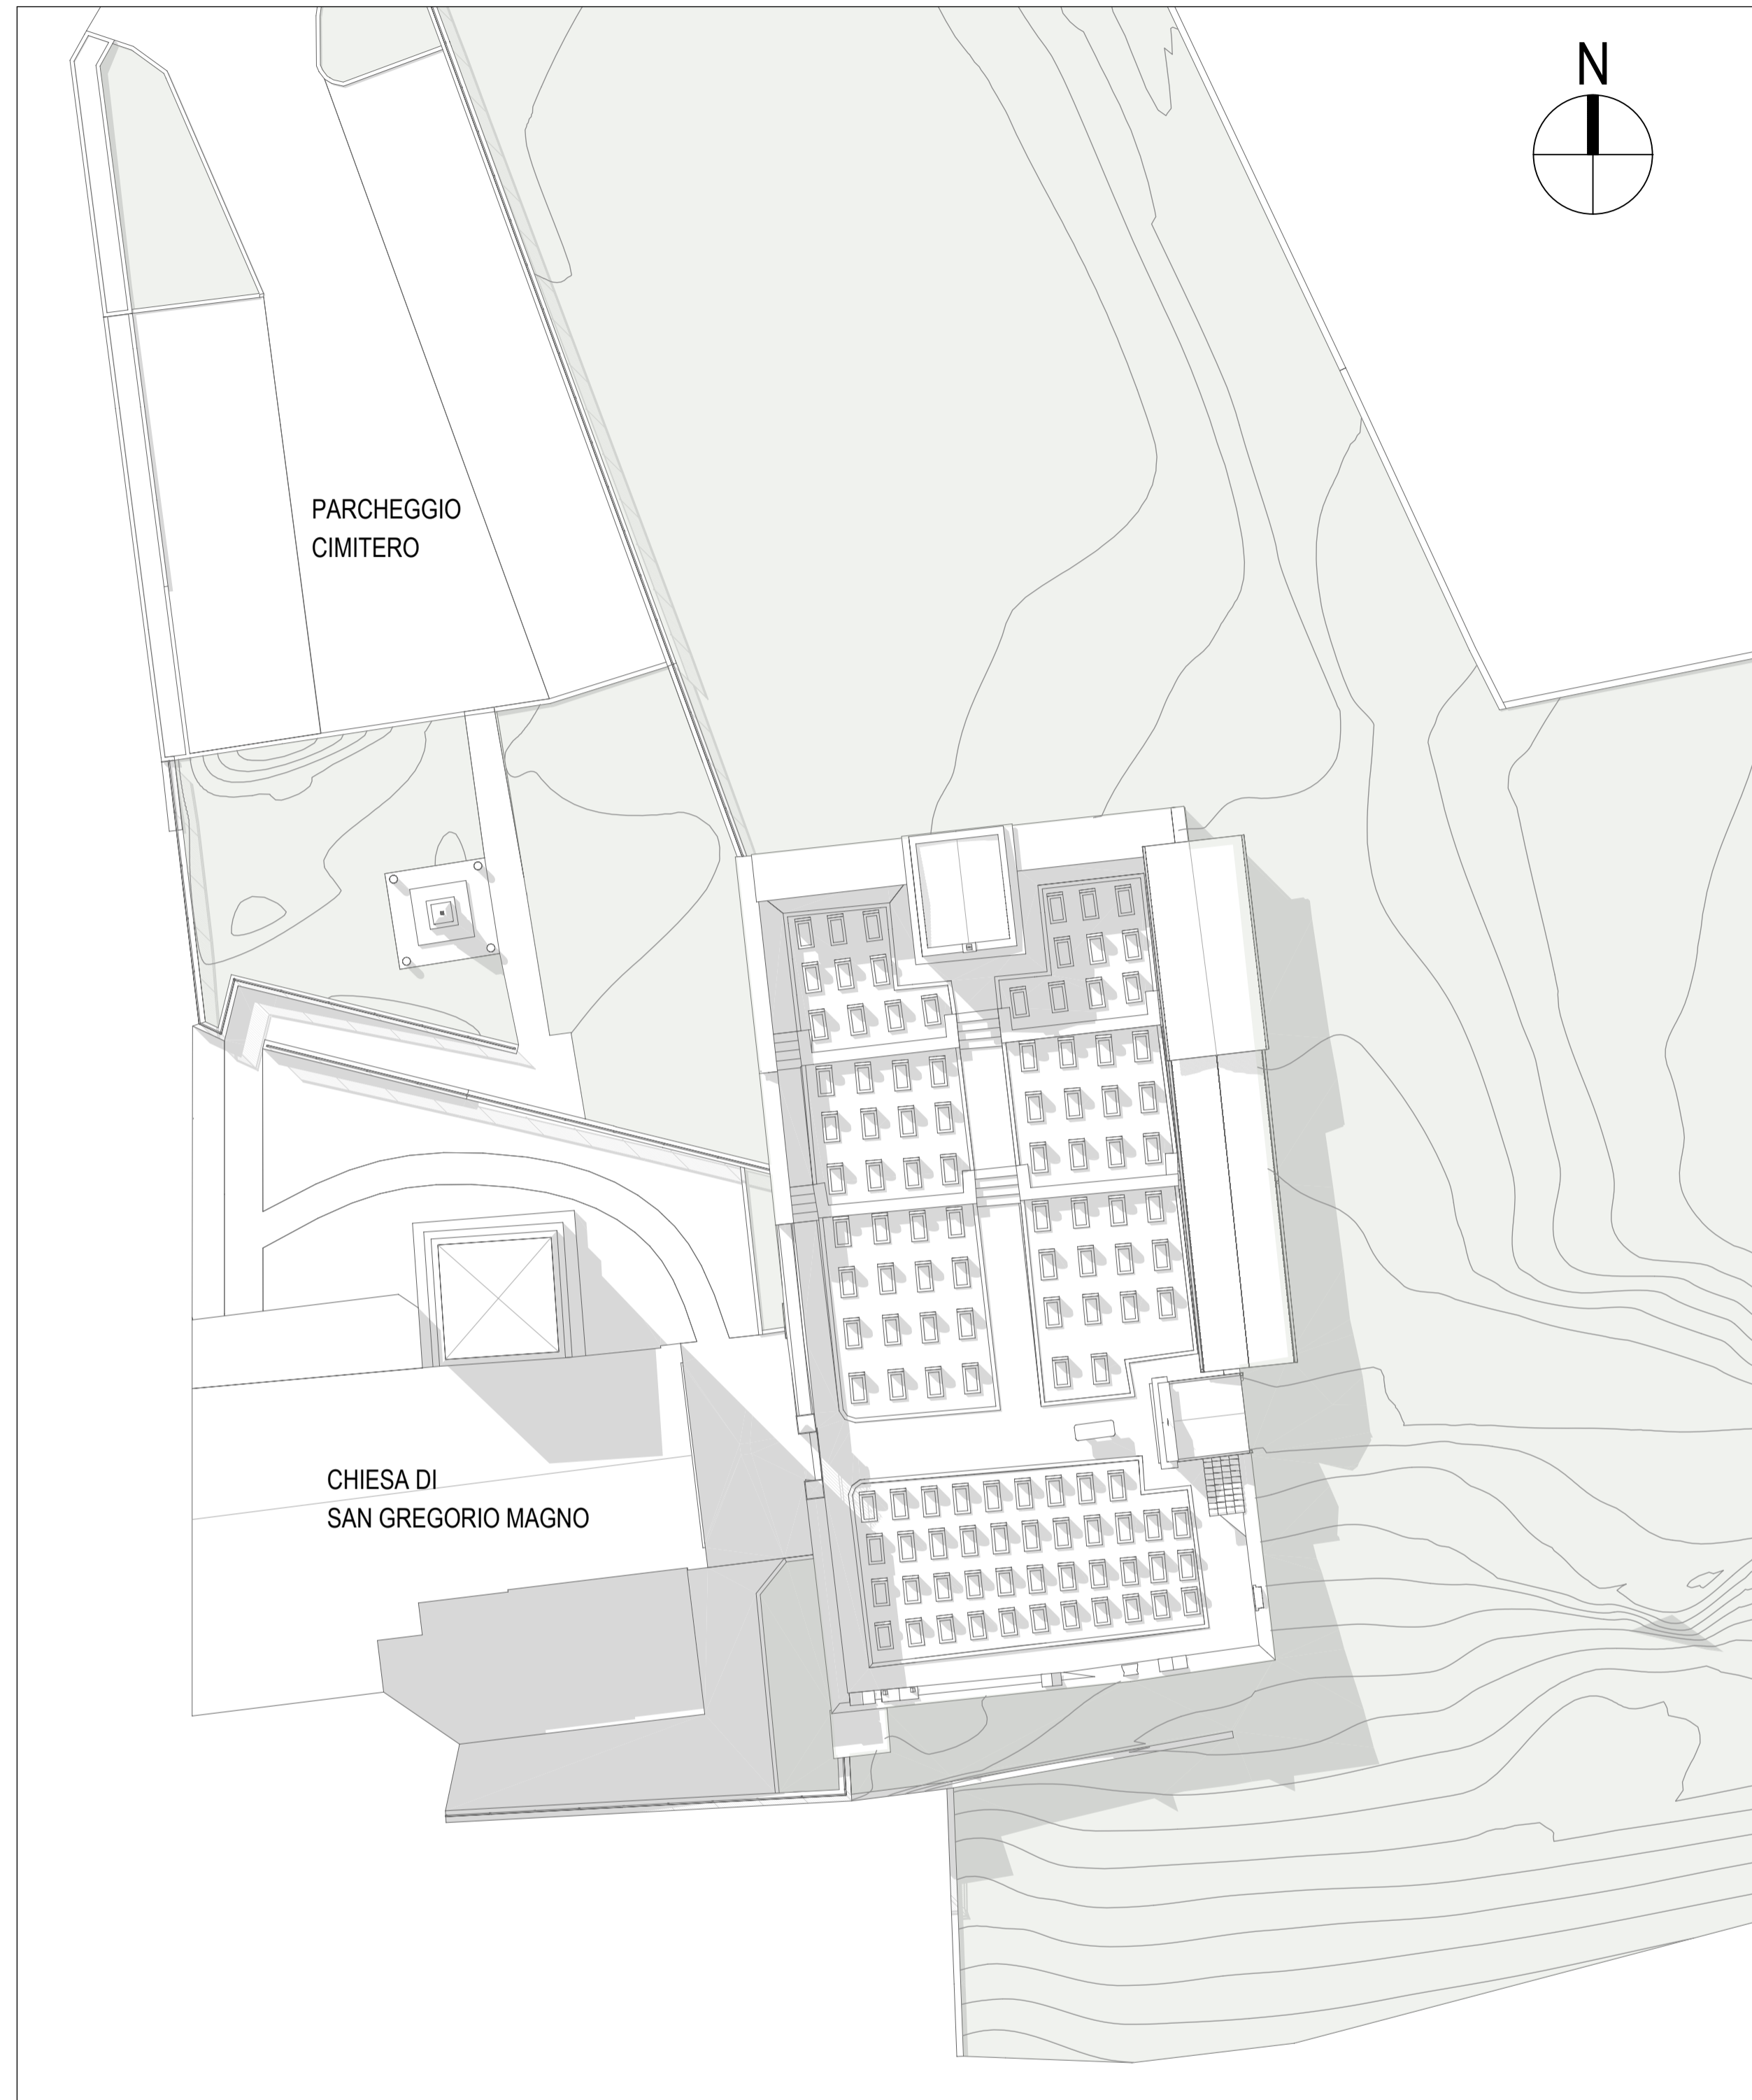 N
PARCHEGGIO
CIMITERO
CHIESA DI
SAN GREGORIO MAGNO